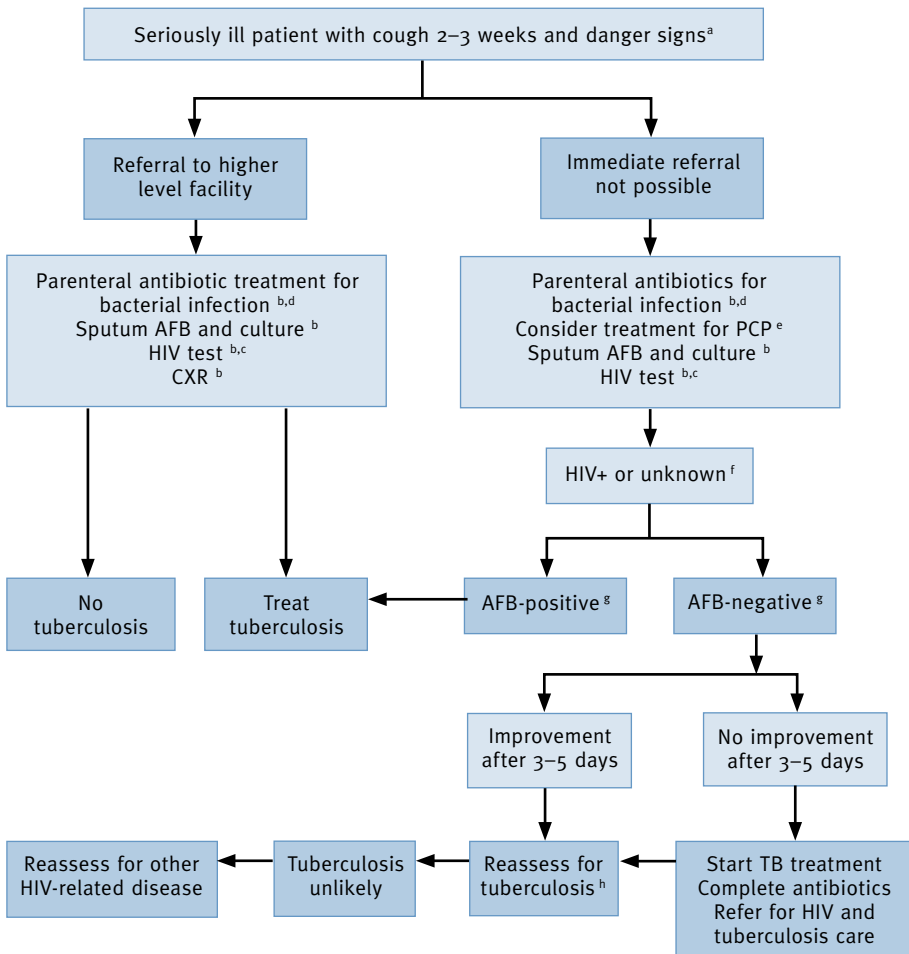 Seriously ill patient with cough 2–3 weeks and danger signs a
Referral to higher
level facility
Immediate referral
not possible
Parenteral antibiotic treatment for
bacterial infection b,d
Sputum AFB and culture b
HIV test b,c
CXR b
Parenteral antibiotics for
bacterial infection b,d
Consider treatment for PCP e
Sputum AFB and culture b
HIV test b,c
HIV+ or unknown f
No
tuberculosis
Treat
tuberculosis
AFB-positive g
AFB-negative g
Improvement
after 3–5 days
No improvement
after 3–5 days
Reassess for other
HIV-related disease
Tuberculosis
unlikely
Reassess for
tuberculosis h
Start TB treatment
Complete antibiotics
Refer for HIV and
tuberculosis care